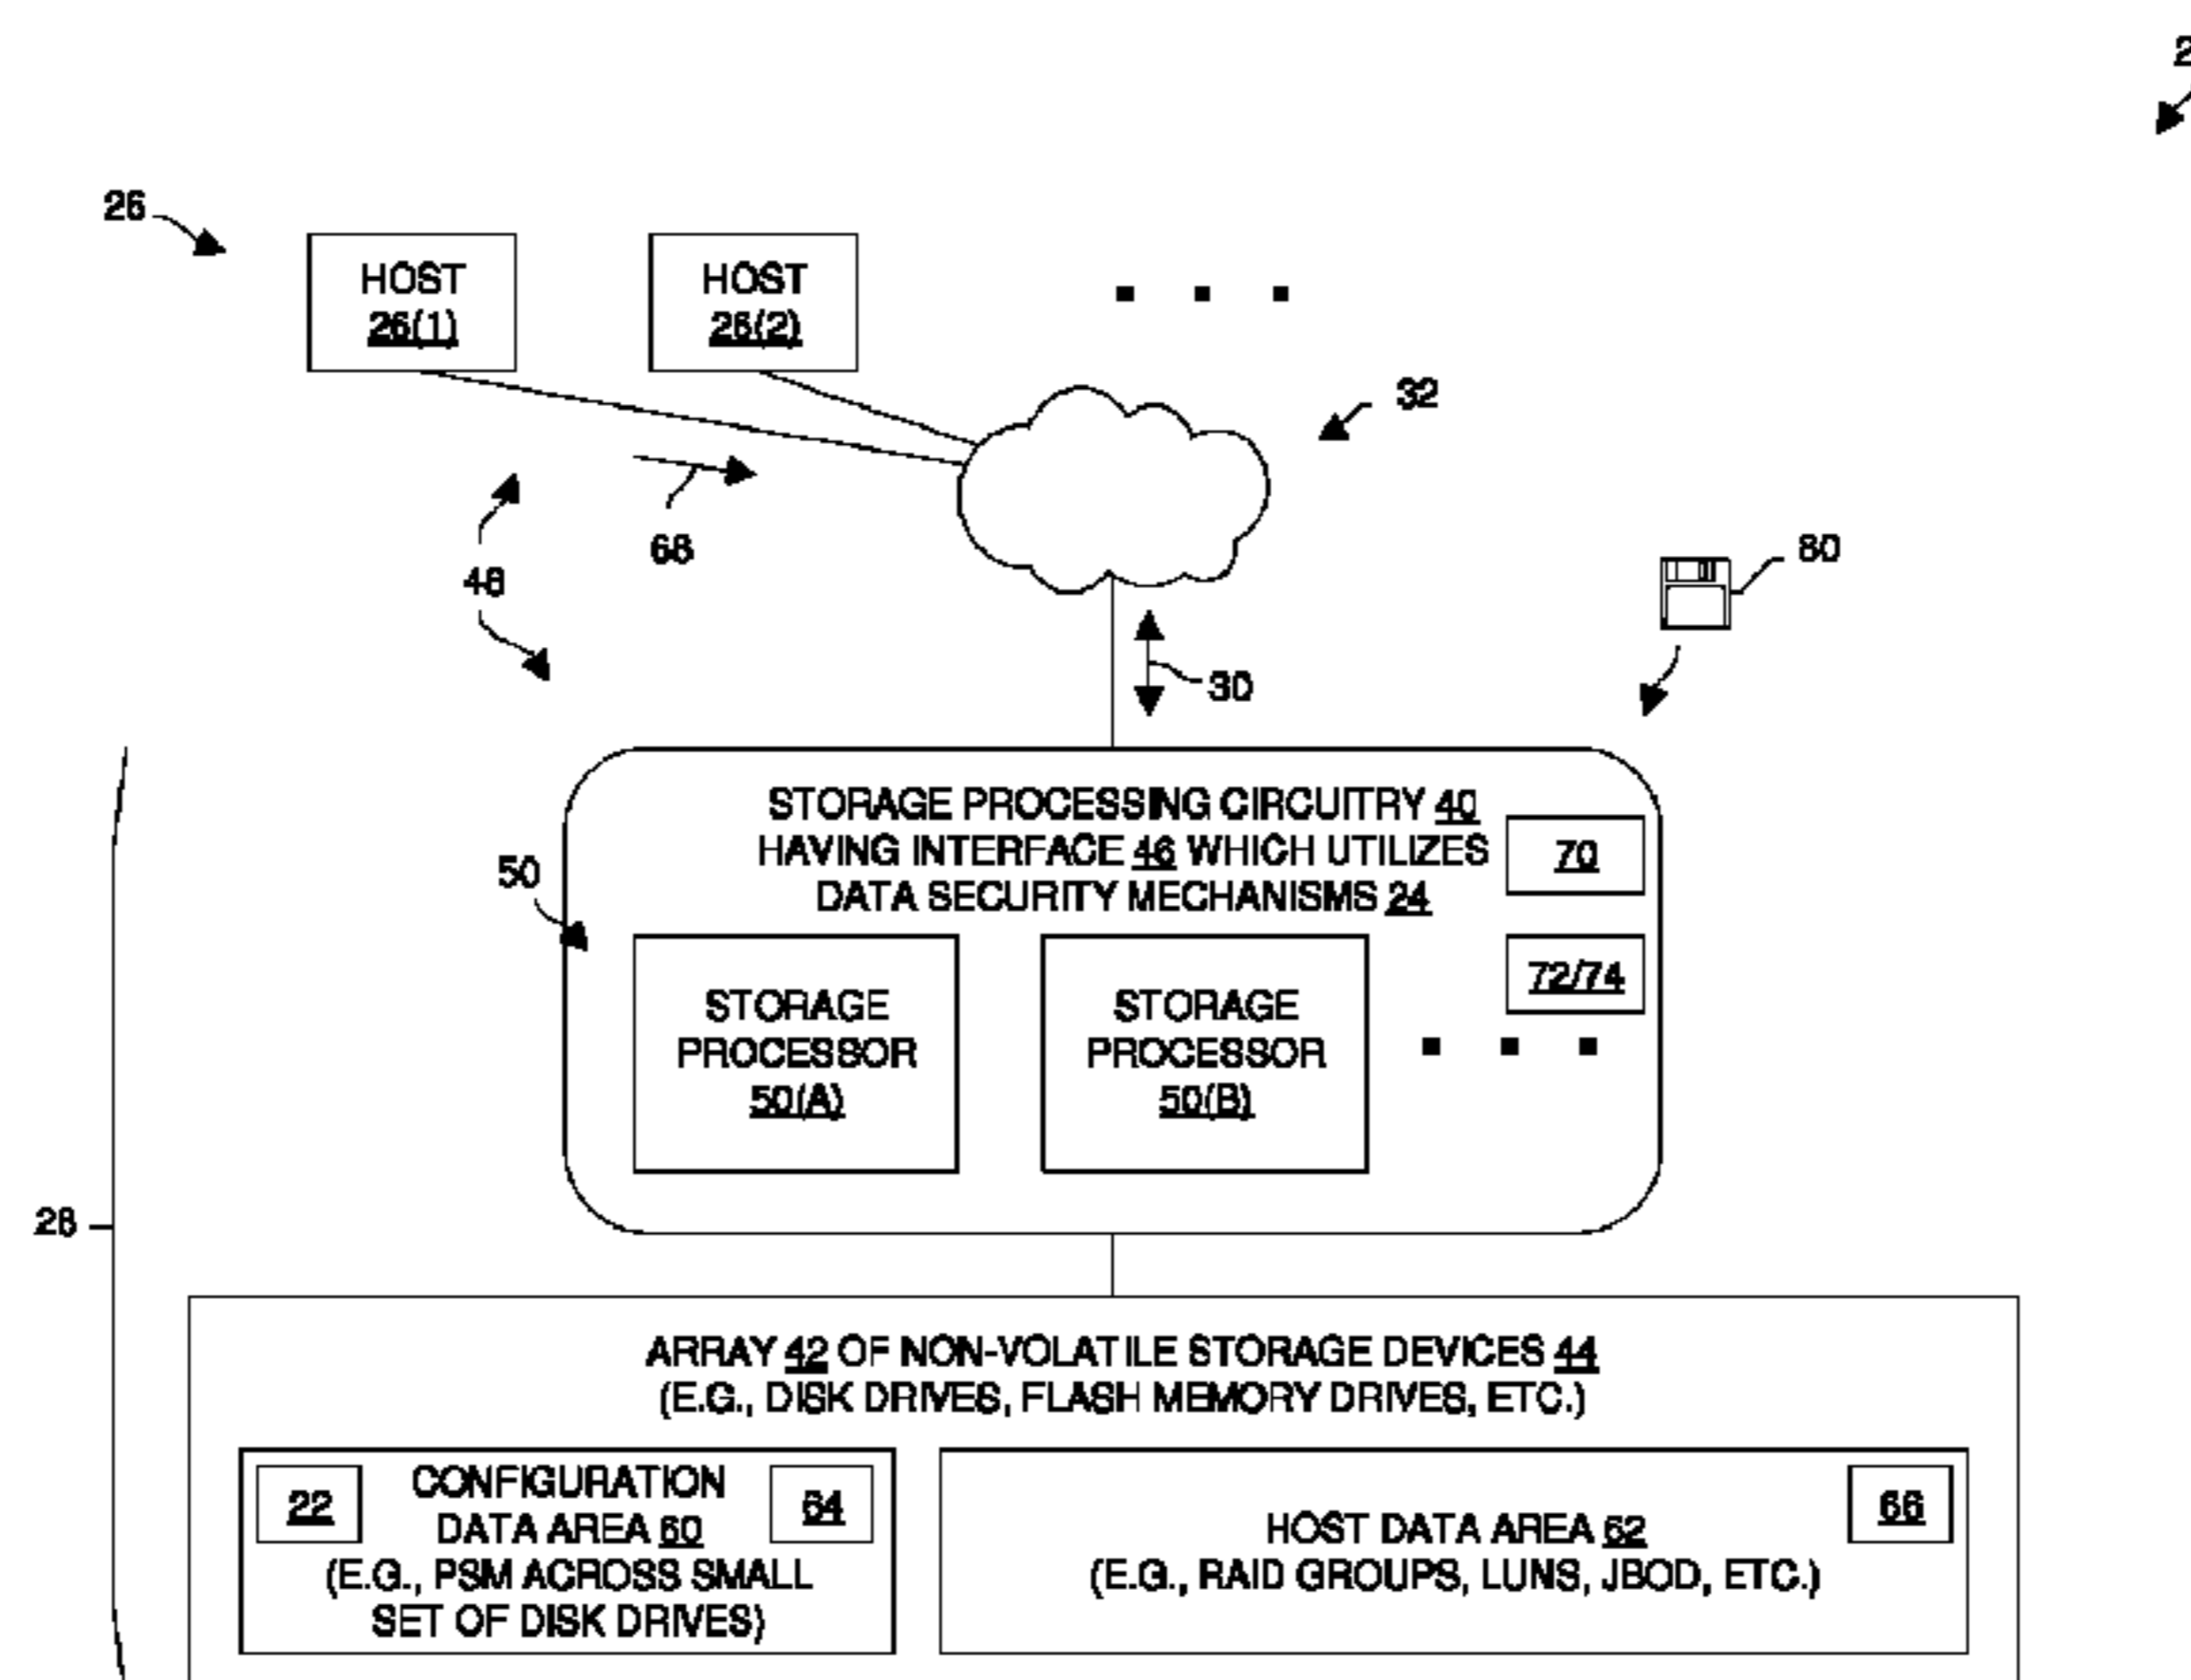 2
26
HOST
26(1)
HOST
26(2)
32
68
48
80
30
STORAGE PROCESSING CIRCUITRY 40
HAVING INTERFACE 46 WHICH UTILIZES
DATA SECURITY MECHANISMS 24
70
50
72/74
STORAGE
PROCESSOR
50(A)
STORAGE
PROCESSOR
50(B)
28
ARRAY 42 OF NON-VOLATILE STORAGE DEVICES 44
(E.G., DISK DRIVES, FLASH MEMORY DRIVES, ETC.)
22
CONFIGURATION
DATA AREA 60
(E.G., PSM ACROSS SMALL
SET OF DISK DRIVES)
64
HOST DATA AREA 62
(E.G., RAID GROUPS, LUNS, JBOD, ETC.)
66